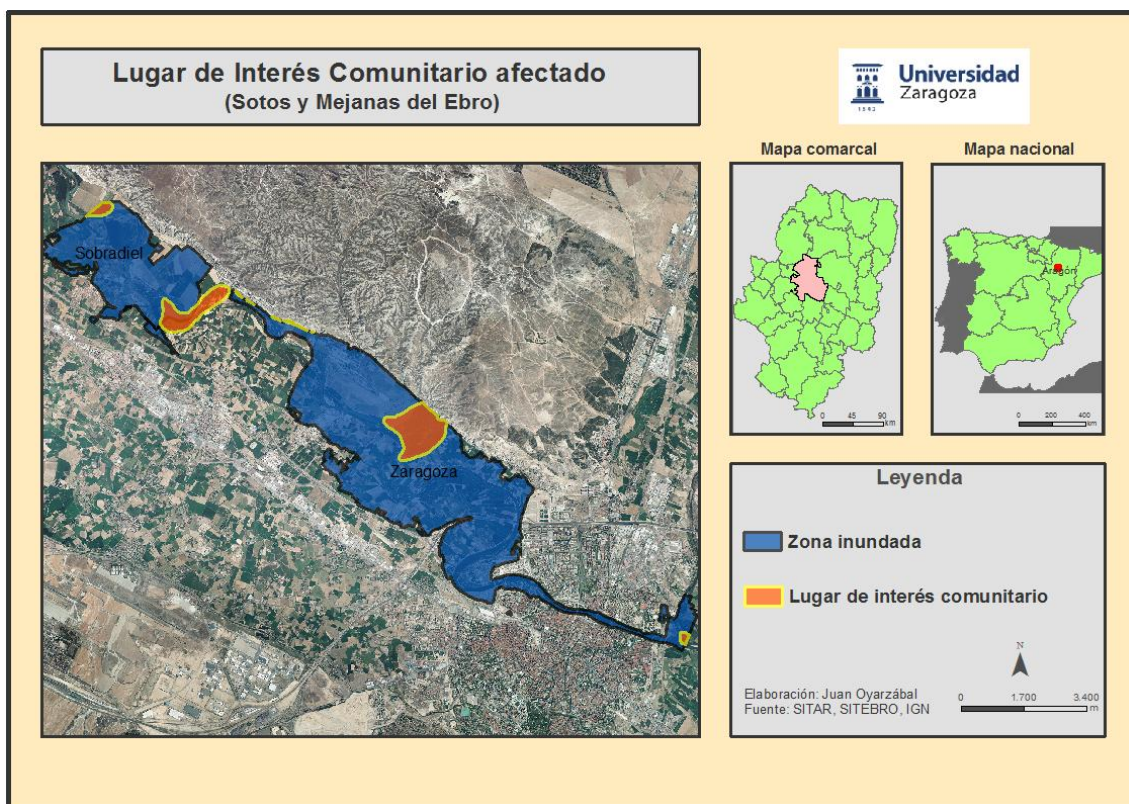 Lugar de Interés Comunitario afectado
(Sotos y Mejanas del Ebro)
Universidad
Zaragoza
1542
Mapa comarcal
Mapa nacional
Sobradiel
Zaragoza
Aragón
0 45 90
km
0 200 400
km
Leyenda
Zona inundada
Lugar de interés comunitario
N
Elaboración: Juan Oyarzábal
Fuente: SITAR, SITEBRO, IGN
0 1.700 3.400
m